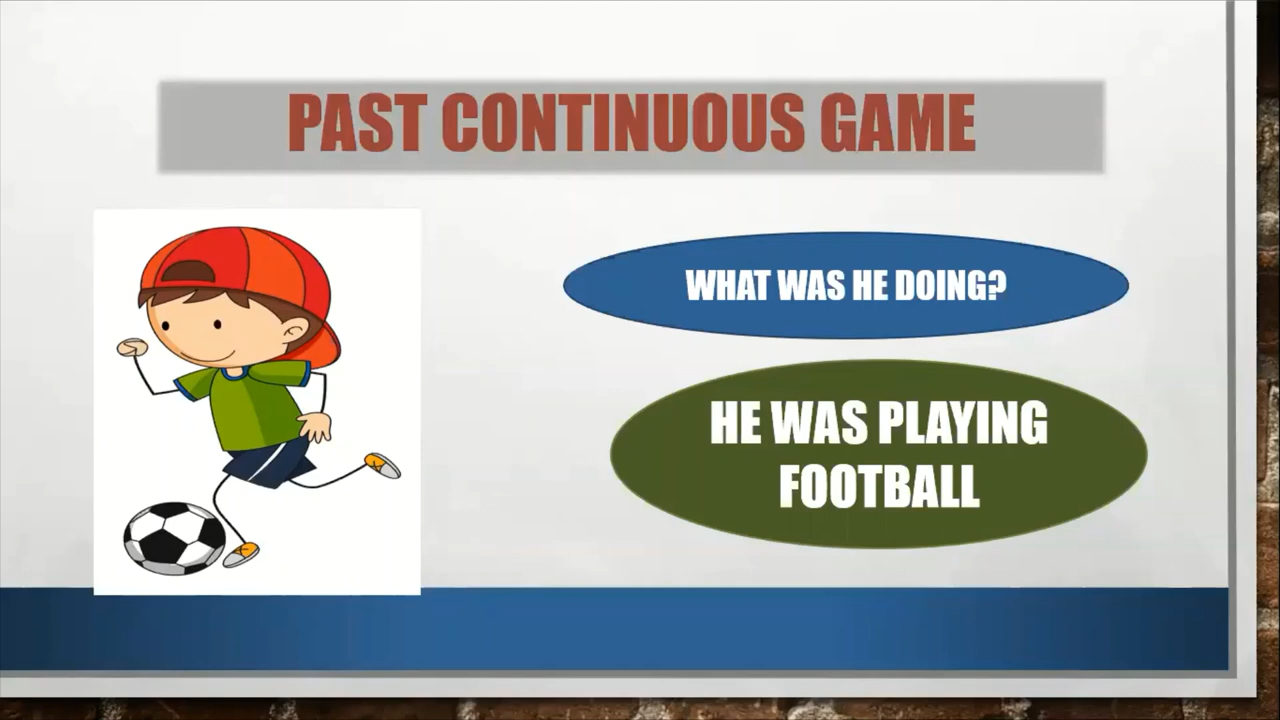 PAST CONTINUOUS GAME
WHAT WAS HE DOING?
HE WAS PLAYING
FOOTBALL